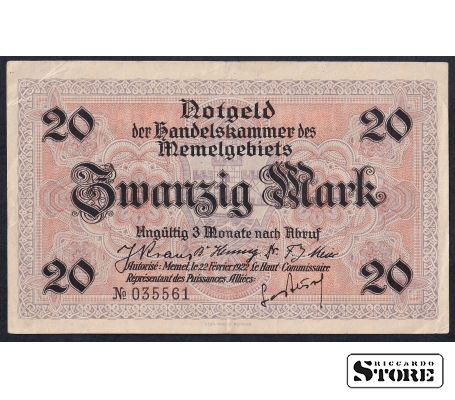 20 Notgeld 20
der Handelskammer des
Memelgebiets
Zwanzig Mark
Ungültig 3 Monate nach Abruf
Autorisé: Memel, le 22 Février 1922 le Haut-Commissaire
20 Représentant des Puissances Alliées: 20
No 035561
RICCARDO
STORE